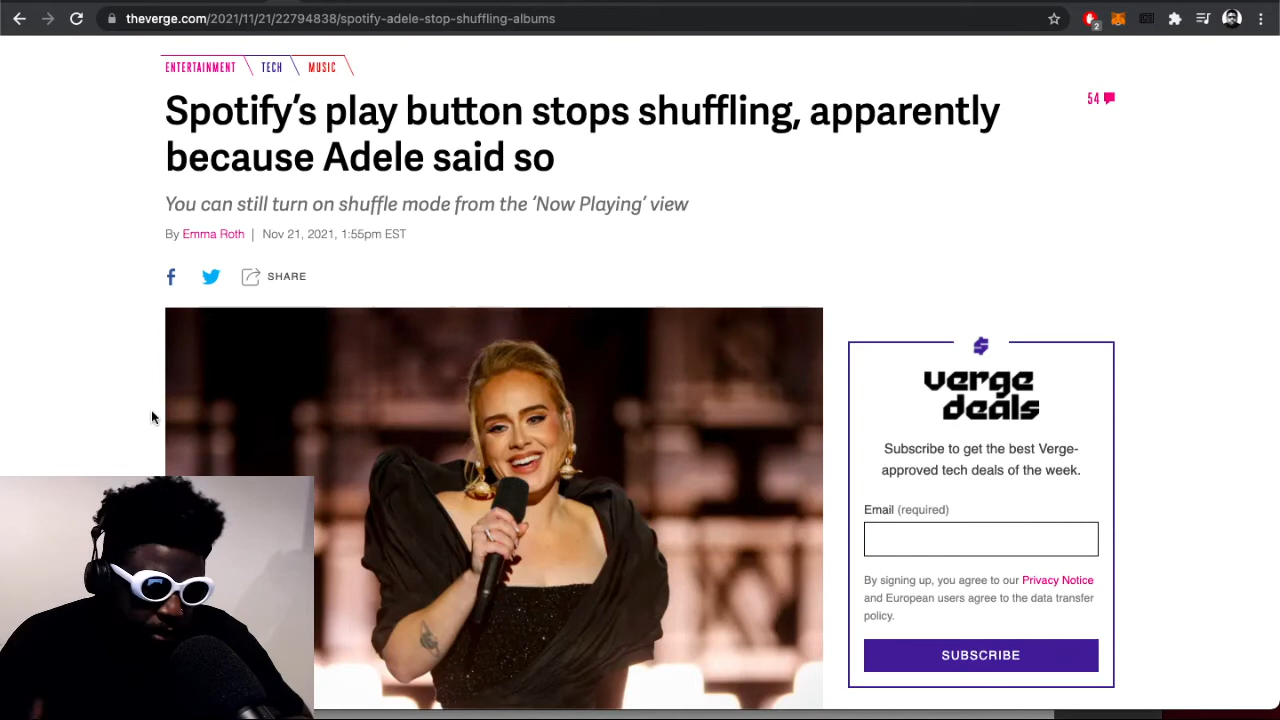 theverge.com/2021/11/21/22794838/spotify-adele-stop-shuffling-albums
2
ENTERTAINMENT TECH MUSIC
Spotify's play button stops shuffling, apparently
because Adele said so
54
You can still turn on shuffle mode from the 'Now Playing' view
By Emma Roth | Nov 21, 2021, 1:55pm EST
SHARE
verge
deals
Subscribe to get the best Verge-
approved tech deals of the week.
Email (required)
By signing up, you agree to our Privacy Notice
and European users agree to the data transfer
policy.
SUBSCRIBE